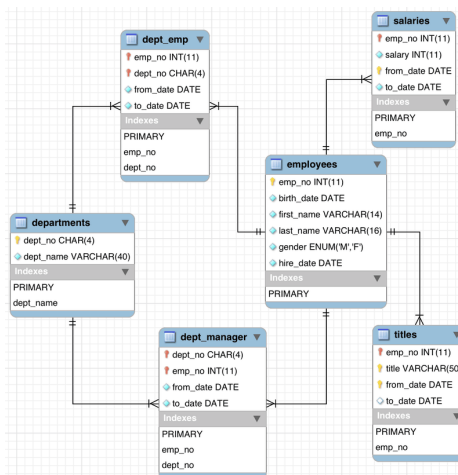 dept_emp
emp_no INT(11)
dept_no CHAR(4)
from_date DATE
to_date DATE
Indexes
PRIMARY
emp_no
dept_no
salaries
emp_no INT(11)
salary INT(11)
from_date DATE
to_date DATE
Indexes
PRIMARY
emp_no
employees
emp_no INT(11)
birth_date DATE
first_name VARCHAR(14)
last_name VARCHAR(16)
gender ENUM('M','F')
hire_date DATE
Indexes
PRIMARY
departments
dept_no CHAR(4)
dept_name VARCHAR(40)
Indexes
PRIMARY
dept_name
dept_manager
dept_no CHAR(4)
emp_no INT(11)
from_date DATE
to_date DATE
Indexes
PRIMARY
emp_no
dept_no
titles
emp_no INT(11)
title VARCHAR(50
from_date DATE
to_date DATE
Indexes
PRIMARY
emp_no